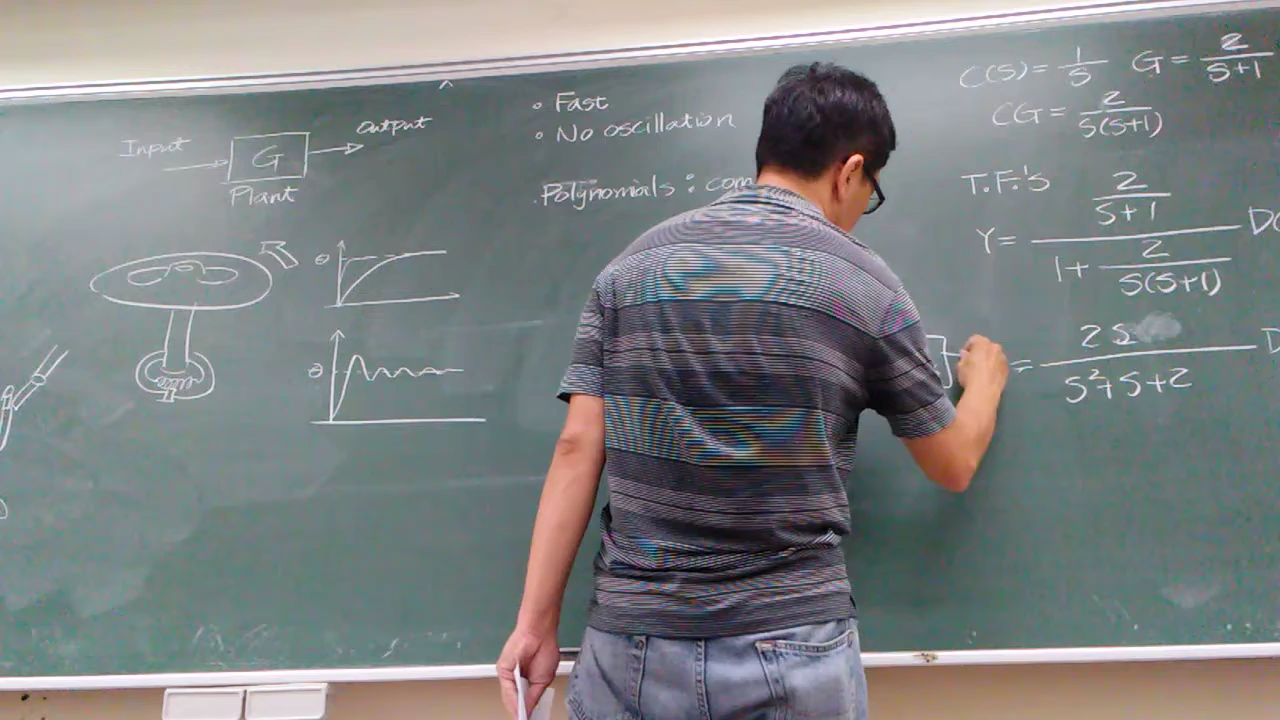 Input
G
output
Plant
θ
θ
• Fast
• No oscillation
Polynomials : com
C(S) = 1/S G = 2/(S+1)
CG = 2/(S(S+1))
T.F.'s
Y = (2/(S+1))/(1 + 2/(S(S+1))) D
= 2S/(S²+S+2) D